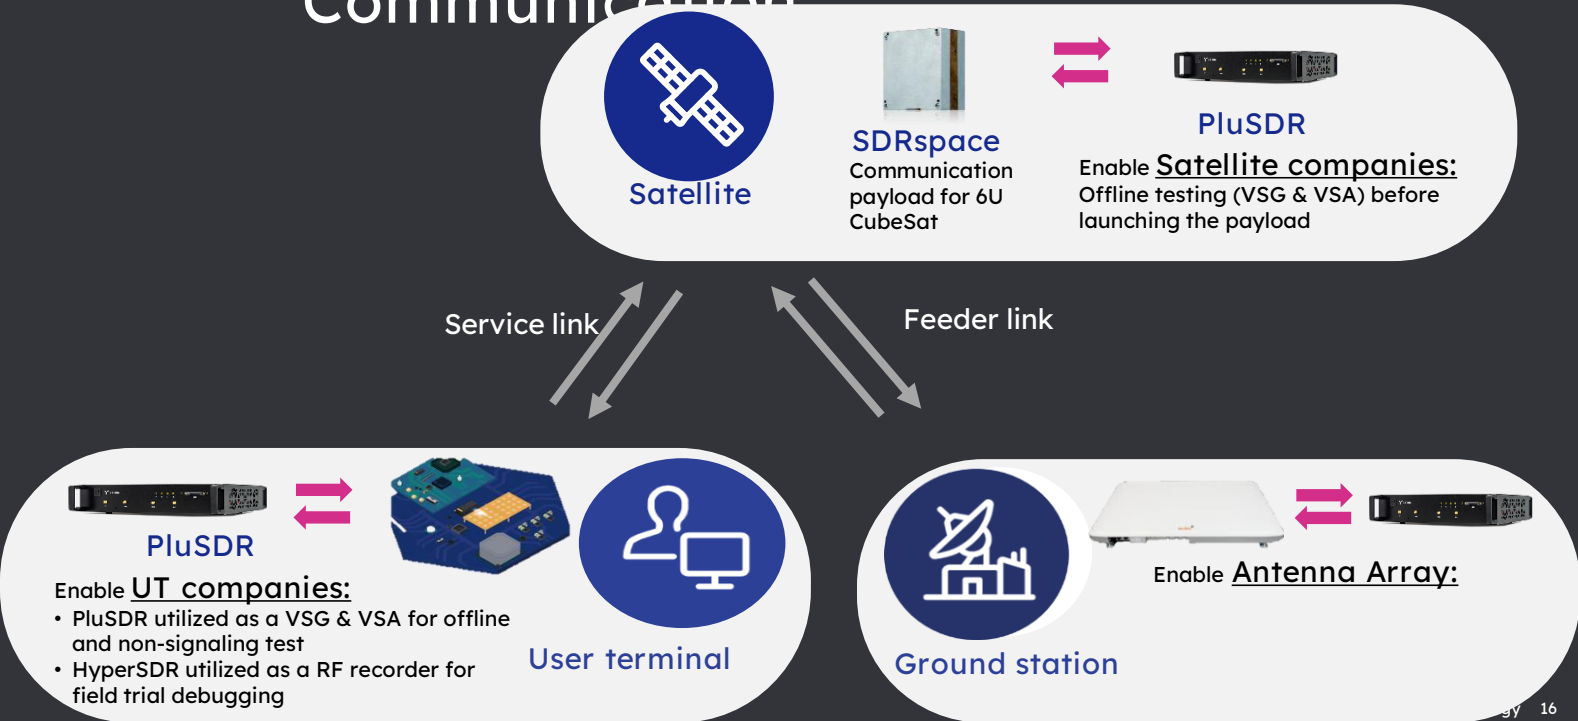 Communication
Satellite
SDRspace
Communication
payload for 6U
CubeSat
PluSDR
Enable Satellite companies:
Offline testing (VSG & VSA) before
launching the payload
Service link
Feeder link
PluSDR
Enable UT companies:
• PluSDR utilized as a VSG & VSA for offline
and non-signaling test
• HyperSDR utilized as a RF recorder for
field trial debugging
User terminal
Ground station
Enable Antenna Array:
16